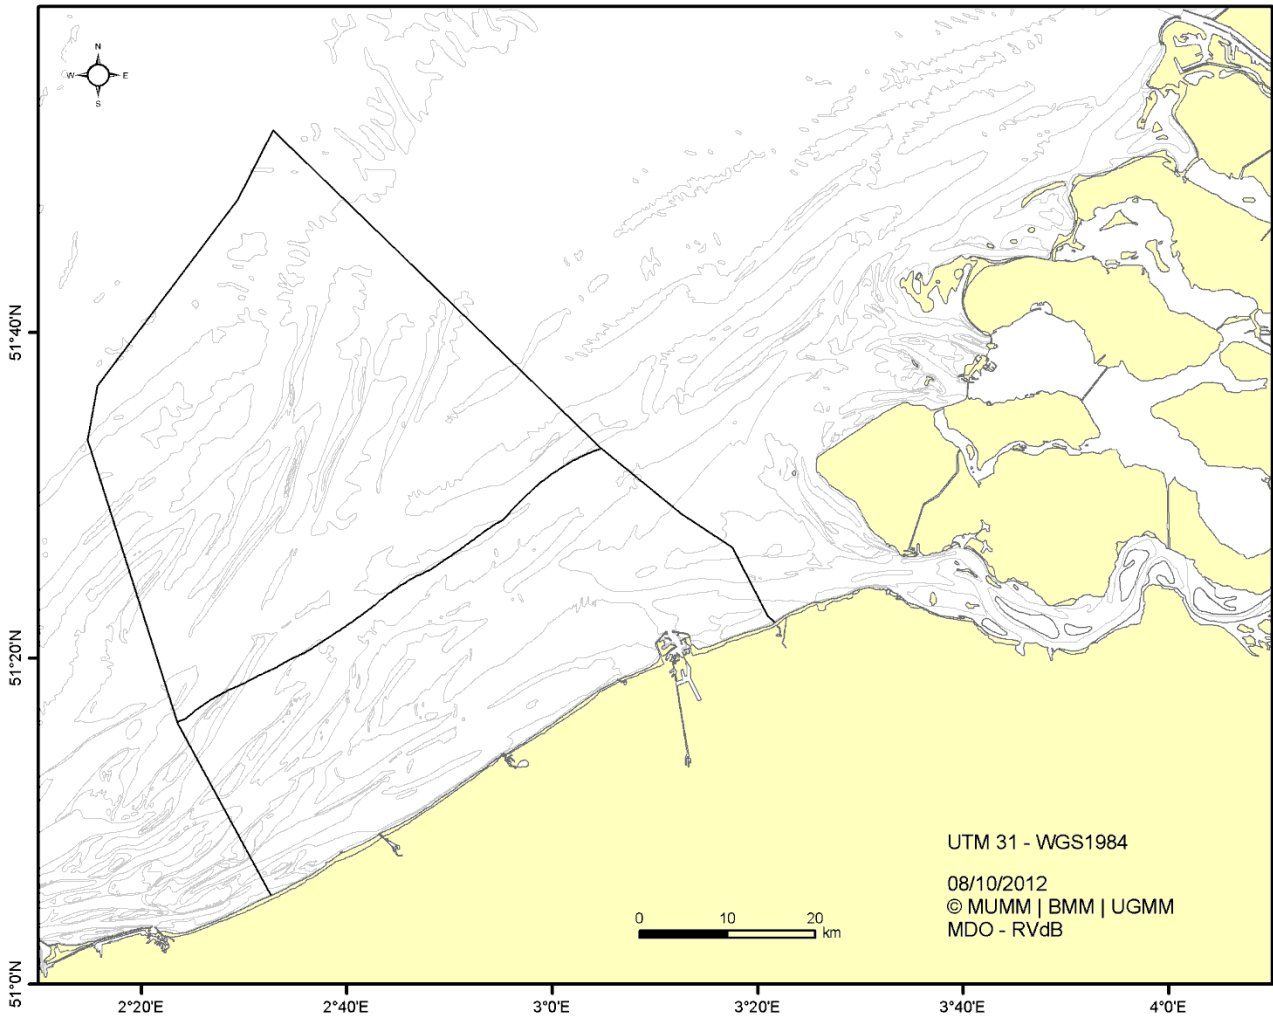 N
W E
S
51°40'N
51°20'N
51°0'N
UTM 31 - WGS1984
08/10/2012
© MUMM | BMM | UGMM
MDO - RVdB
0 10 20
km
2°20'E 2°40'E 3°0'E 3°20'E 3°40'E 4°0'E